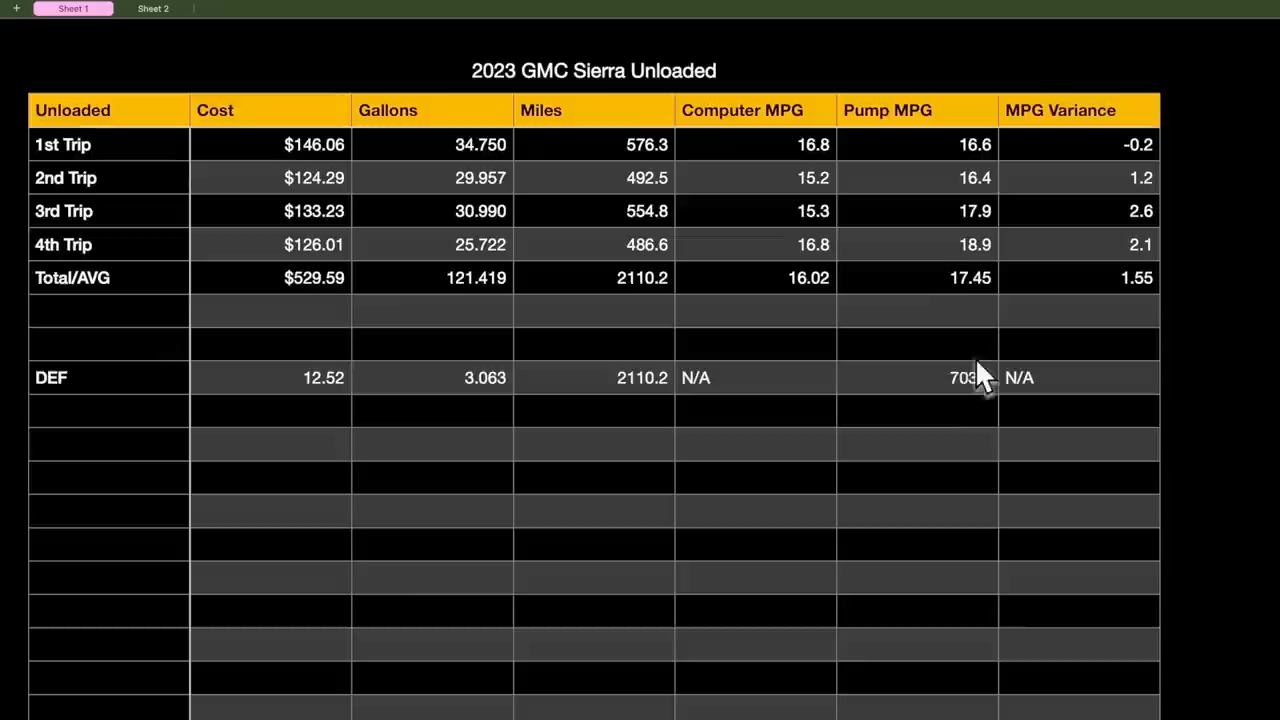 + Sheet 1 Sheet 2
2023 GMC Sierra Unloaded
Unloaded Cost Gallons Miles Computer MPG Pump MPG MPG Variance
1st Trip $146.06 34.750 576.3 16.8 16.6 -0.2
2nd Trip $124.29 29.957 492.5 15.2 16.4 1.2
3rd Trip $133.23 30.990 554.8 15.3 17.9 2.6
4th Trip $126.01 25.722 486.6 16.8 18.9 2.1
Total/AVG $529.59 121.419 2110.2 16.02 17.45 1.55
DEF 12.52 3.063 2110.2 N/A N/A